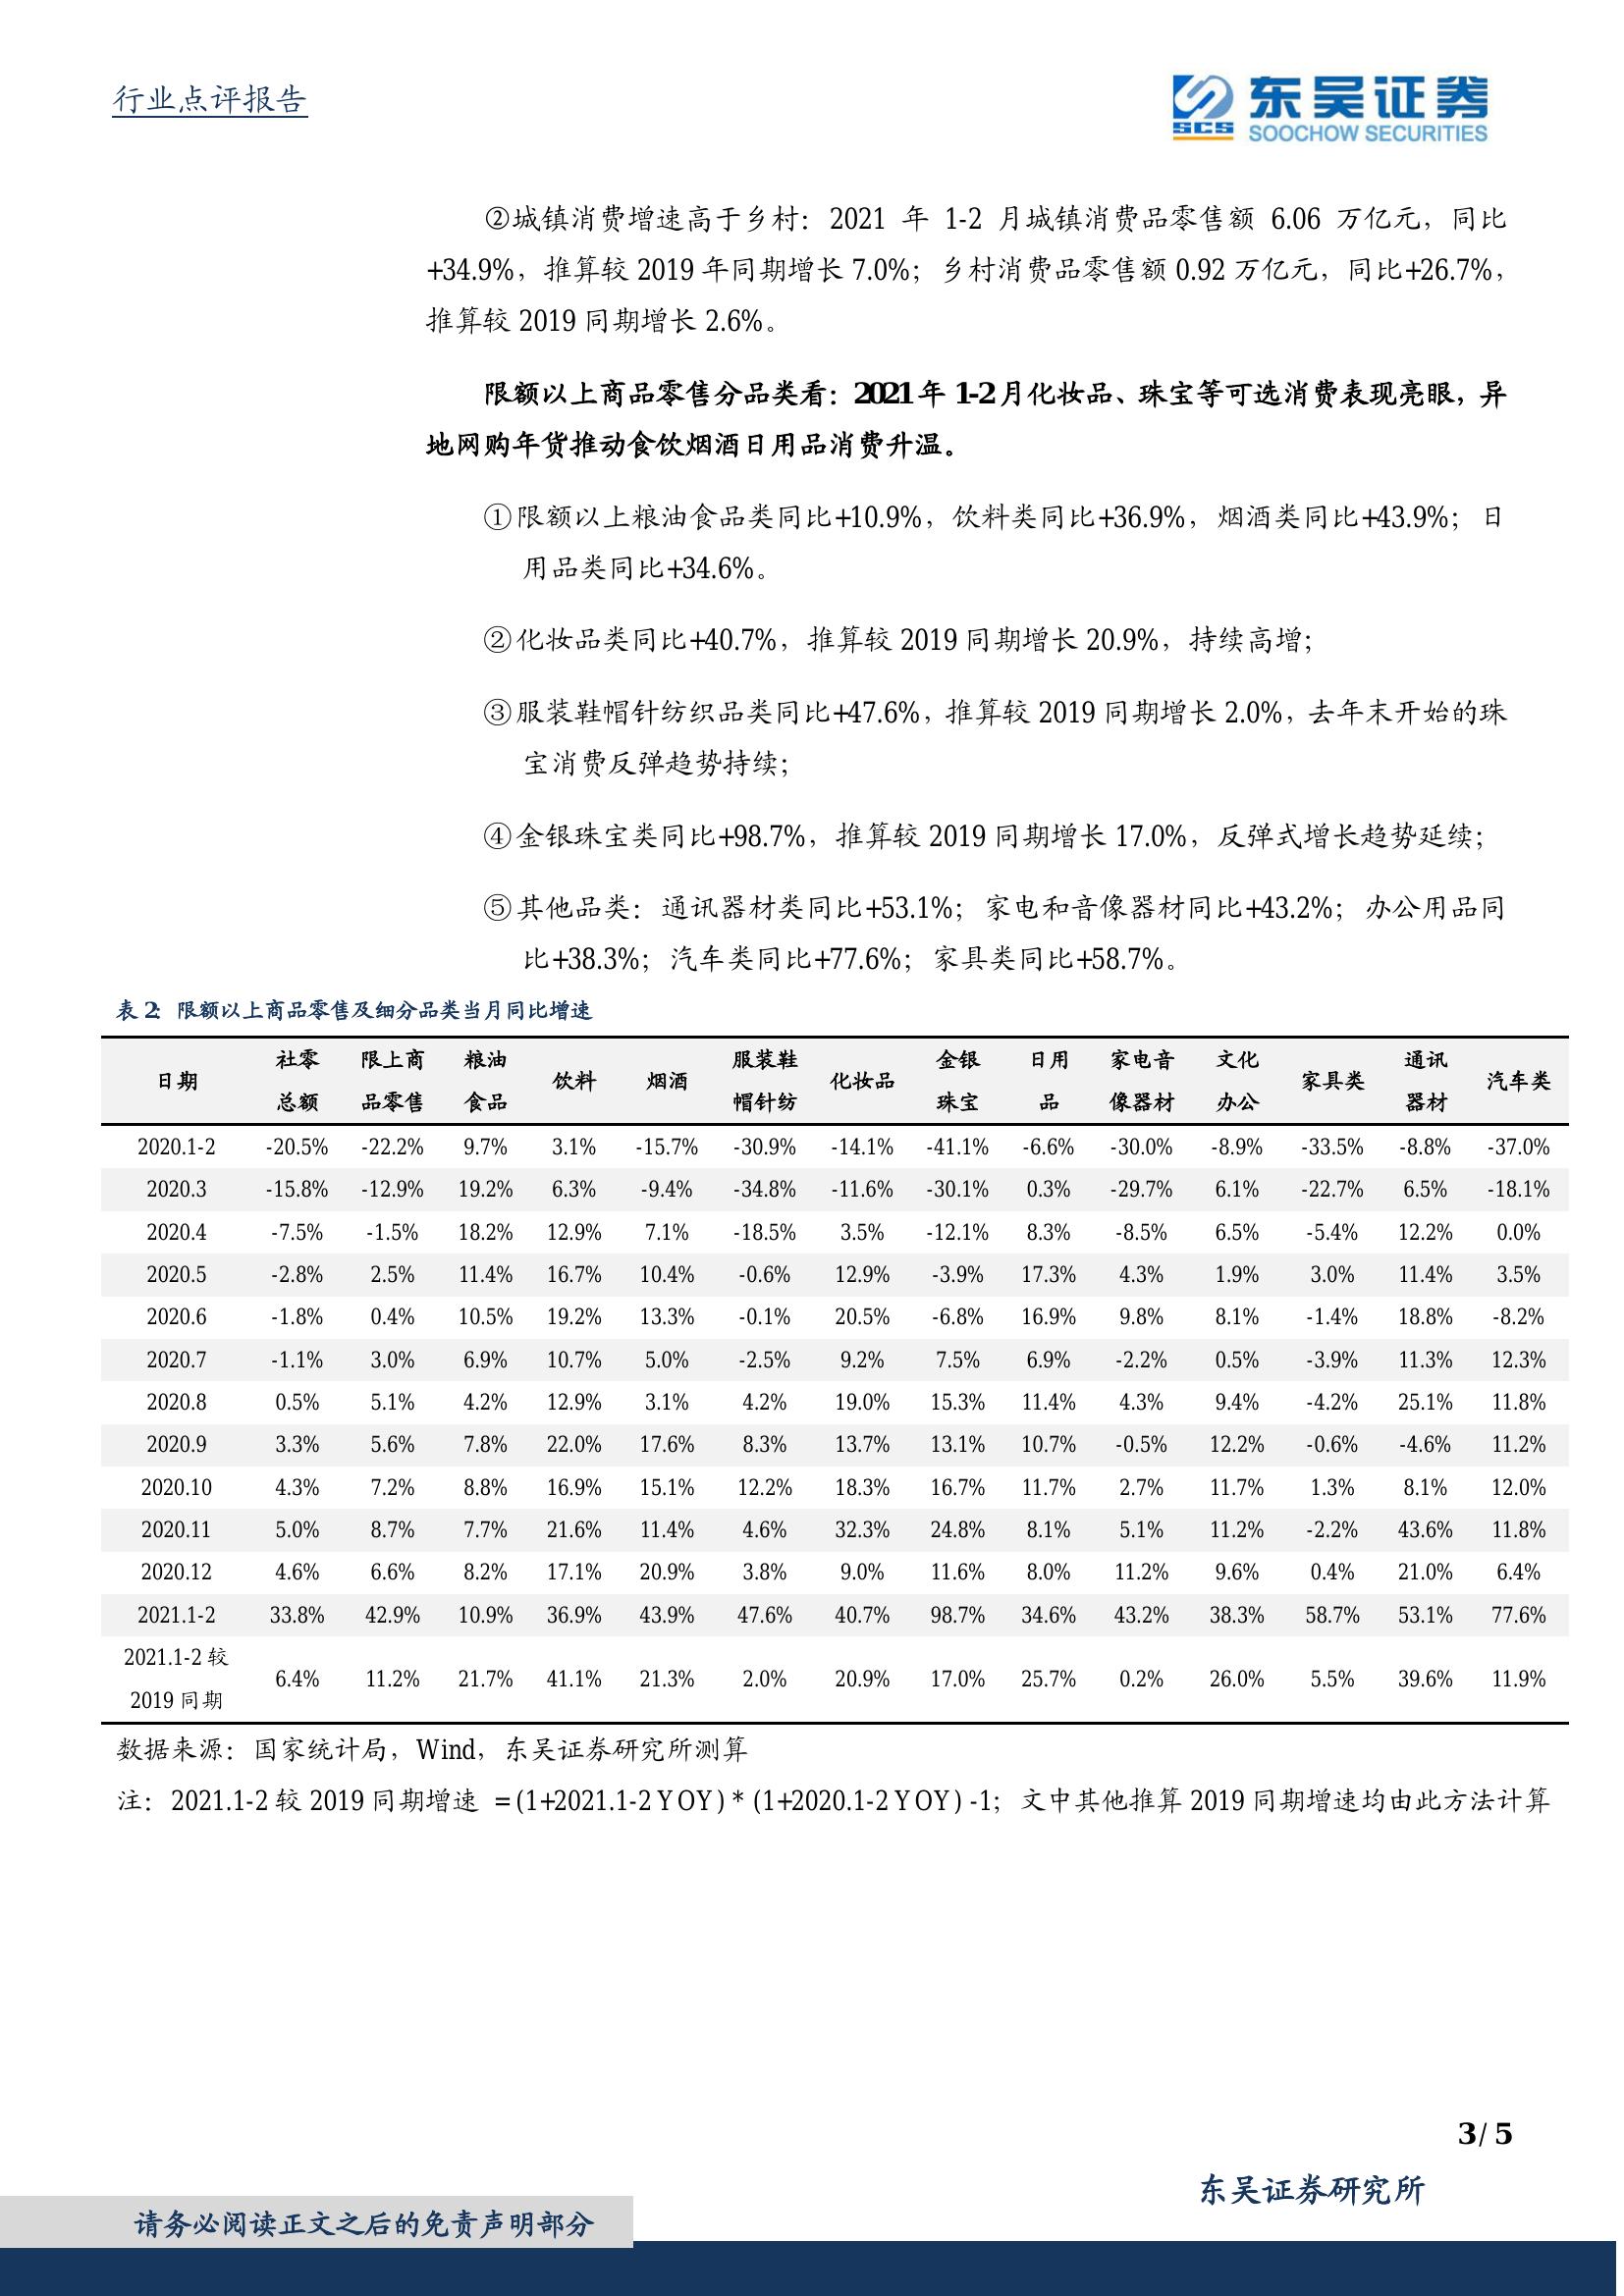 行业点评报告
SCS
东吴证券
SOOCHOW SECURITIES
②城镇消费增速高于乡村：2021 年 1-2 月城镇消费品零售额 6.06 万亿元，同比
+34.9%，推算较 2019 年同期增长 7.0%；乡村消费品零售额 0.92 万亿元，同比+26.7%，
推算较 2019 同期增长 2.6%。
限额以上商品零售分品类看：2021 年 1-2 月化妆品、珠宝等可选消费表现亮眼，异
地网购年货推动食饮烟酒日用品消费升温。
①限额以上粮油食品类同比+10.9%，饮料类同比+36.9%，烟酒类同比+43.9%；日
用品类同比+34.6%。
②化妆品类同比+40.7%，推算较 2019 同期增长 20.9%，持续高增；
③服装鞋帽针纺织品类同比+47.6%，推算较 2019 同期增长 2.0%，去年末开始的珠
宝消费反弹趋势持续；
④金银珠宝类同比+98.7%，推算较 2019 同期增长 17.0%，反弹式增长趋势延续；
⑤其他品类：通讯器材类同比+53.1%；家电和音像器材同比+43.2%；办公用品同
比+38.3%；汽车类同比+77.6%；家具类同比+58.7%。
表 2：限额以上商品零售及细分品类当月同比增速
日期 社零总额 限上商品零售 粮油食品 饮料 烟酒 服装鞋帽针纺 化妆品 金银珠宝 日用品 家电音像器材 文化办公 家具类 通讯器材 汽车类
2020.1-2 -20.5% -22.2% 9.7% 3.1% -15.7% -30.9% -14.1% -41.1% -6.6% -30.0% -8.9% -33.5% -8.8% -37.0%
2020.3 -15.8% -12.9% 19.2% 6.3% -9.4% -34.8% -11.6% -30.1% 0.3% -29.7% 6.1% -22.7% 6.5% -18.1%
2020.4 -7.5% -1.5% 18.2% 12.9% 7.1% -18.5% 3.5% -12.1% 8.3% -8.5% 6.5% -5.4% 12.2% 0.0%
2020.5 -2.8% 2.5% 11.4% 16.7% 10.4% -0.6% 12.9% -3.9% 17.3% 4.3% 1.9% 3.0% 11.4% 3.5%
2020.6 -1.8% 0.4% 10.5% 19.2% 13.3% -0.1% 20.5% -6.8% 16.9% 9.8% 8.1% -1.4% 18.8% -8.2%
2020.7 -1.1% 3.0% 6.9% 10.7% 5.0% -2.5% 9.2% 7.5% 6.9% -2.2% 0.5% -3.9% 11.3% 12.3%
2020.8 0.5% 5.1% 4.2% 12.9% 3.1% 4.2% 19.0% 15.3% 11.4% 4.3% 9.4% -4.2% 25.1% 11.8%
2020.9 3.3% 5.6% 7.8% 22.0% 17.6% 8.3% 13.7% 13.1% 10.7% -0.5% 12.2% -0.6% -4.6% 11.2%
2020.10 4.3% 7.2% 8.8% 16.9% 15.1% 12.2% 18.3% 16.7% 11.7% 2.7% 11.7% 1.3% 8.1% 12.0%
2020.11 5.0% 8.7% 7.7% 21.6% 11.4% 4.6% 32.3% 24.8% 8.1% 5.1% 11.2% -2.2% 43.6% 11.8%
2020.12 4.6% 6.6% 8.2% 17.1% 20.9% 3.8% 9.0% 11.6% 8.0% 11.2% 9.6% 0.4% 21.0% 6.4%
2021.1-2 33.8% 42.9% 10.9% 36.9% 43.9% 47.6% 40.7% 98.7% 34.6% 43.2% 38.3% 58.7% 53.1% 77.6%
2021.1-2 较 2019 同期 6.4% 11.2% 21.7% 41.1% 21.3% 2.0% 20.9% 17.0% 25.7% 0.2% 26.0% 5.5% 39.6% 11.9%
数据来源：国家统计局，Wind，东吴证券研究所测算
注：2021.1-2 较 2019 同期增速 = (1+2021.1-2 YOY) * (1+2020.1-2 YOY) -1；文中其他推算 2019 同期增速均由此方法计算
3 / 5
东吴证券研究所
请务必阅读正文之后的免责声明部分